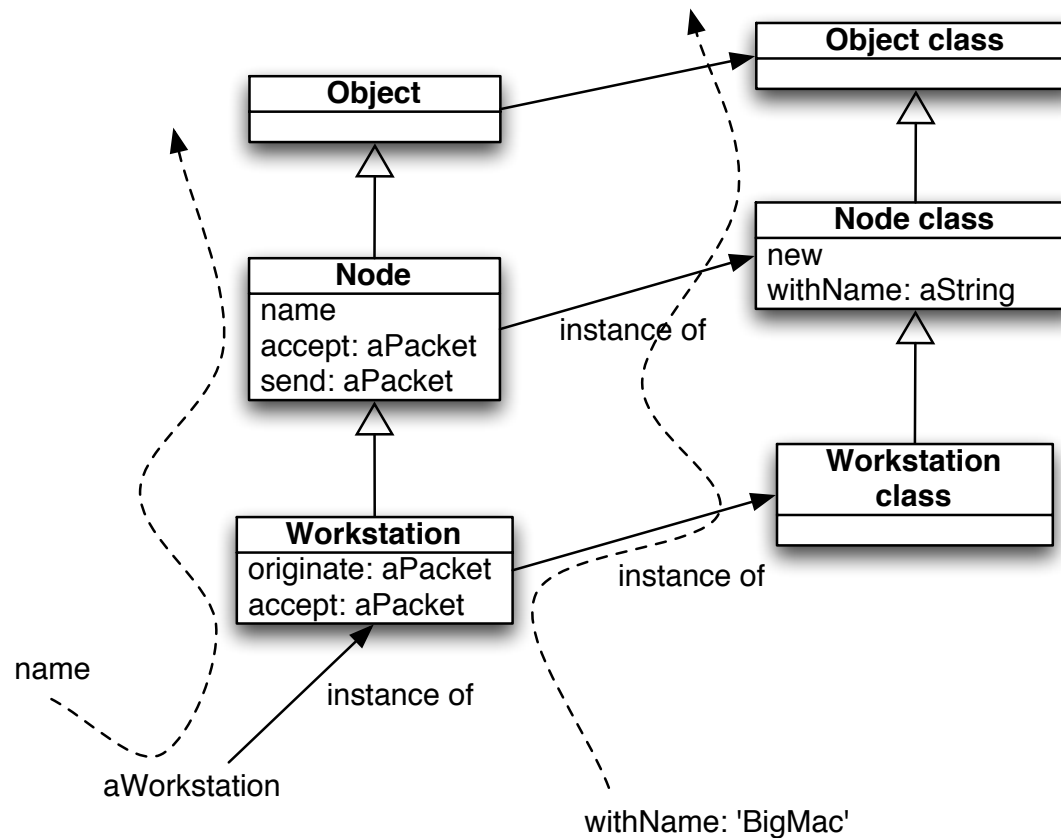 Object class
Object
Node class
new
withName: aString
Node
name
accept: aPacket
send: aPacket
instance of
Workstation
class
Workstation
originate: aPacket
accept: aPacket
instance of
name
instance of
aWorkstation
withName: 'BigMac'